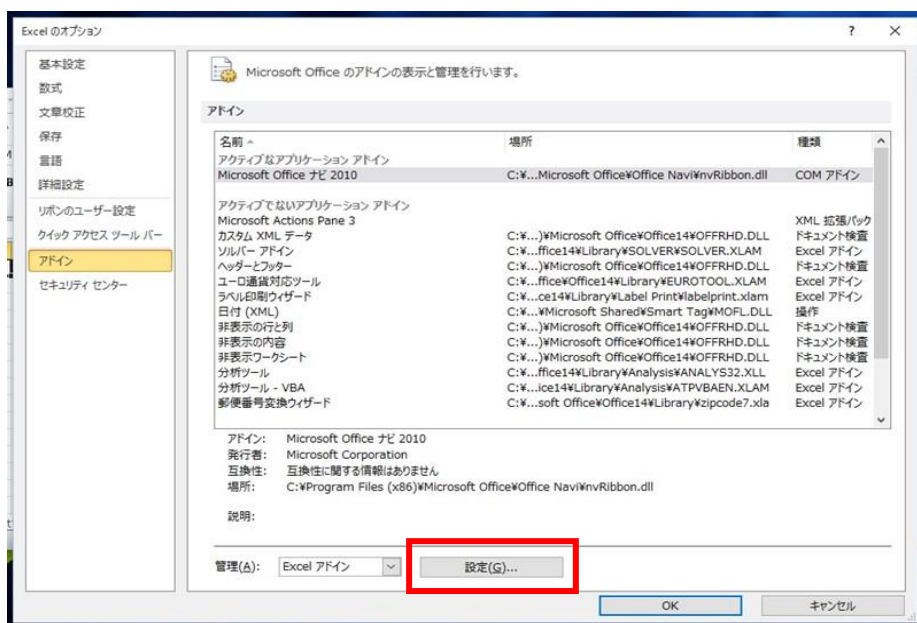 Excel のオプション
? ×
基本設定
数式
文章校正
保存
言語
詳細設定
リボンのユーザー設定
クイック アクセス ツール バー
アドイン
セキュリティ センター
Microsoft Office のアドインの表示と管理を行います。
アドイン
名前 場所 種類
アクティブなアプリケーション アドイン
Microsoft Office ナビ 2010 C:¥...Microsoft Office¥Office Navi¥nvRibbon.dll COM アドイン
アクティブでないアプリケーション アドイン
Microsoft Actions Pane 3 XML 拡張パック
カスタム XML データ C:¥...)¥Microsoft Office¥Office14¥OFFRHD.DLL ドキュメント検査
ソルバー アドイン C:¥...ffice14¥Library¥SOLVER¥SOLVER.XLAM Excel アドイン
ヘッダーとフッター C:¥...)¥Microsoft Office¥Office14¥OFFRHD.DLL ドキュメント検査
ユーロ通貨対応ツール C:¥...ffice¥Office14¥Library¥EUROTOOL.XLAM Excel アドイン
ラベル印刷ウィザード C:¥...ce14¥Library¥Label Print¥labelprint.xlam Excel アドイン
日付 (XML) C:¥...¥Microsoft Shared¥Smart Tag¥MOFL.DLL 操作
非表示の行と列 C:¥...)¥Microsoft Office¥Office14¥OFFRHD.DLL ドキュメント検査
非表示の内容 C:¥...)¥Microsoft Office¥Office14¥OFFRHD.DLL ドキュメント検査
非表示ワークシート C:¥...)¥Microsoft Office¥Office14¥OFFRHD.DLL ドキュメント検査
分析ツール C:¥...ffice14¥Library¥Analysis¥ANALYS32.XLL Excel アドイン
分析ツール - VBA C:¥...ice14¥Library¥Analysis¥ATPVBAEN.XLAM Excel アドイン
郵便番号変換ウィザード C:¥...soft Office¥Office14¥Library¥zipcode7.xla Excel アドイン
アドイン: Microsoft Office ナビ 2010
発行者: Microsoft Corporation
互換性: 互換性に関する情報はありません
場所: C:¥Program Files (x86)¥Microsoft Office¥Office Navi¥nvRibbon.dll
説明:
管理(A): Excel アドイン 設定(G)...
OK キャンセル